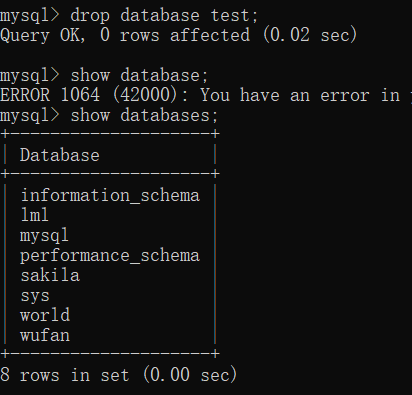 mysql> drop database test;
Query OK, 0 rows affected (0.02 sec)
mysql> show database;
ERROR 1064 (42000): You have an error in
mysql> show databases;
+--------------------+
| Database           |
+--------------------+
| information_schema |
| lml                |
| mysql              |
| performance_schema |
| sakila             |
| sys                |
| world              |
| wufan              |
+--------------------+
8 rows in set (0.00 sec)